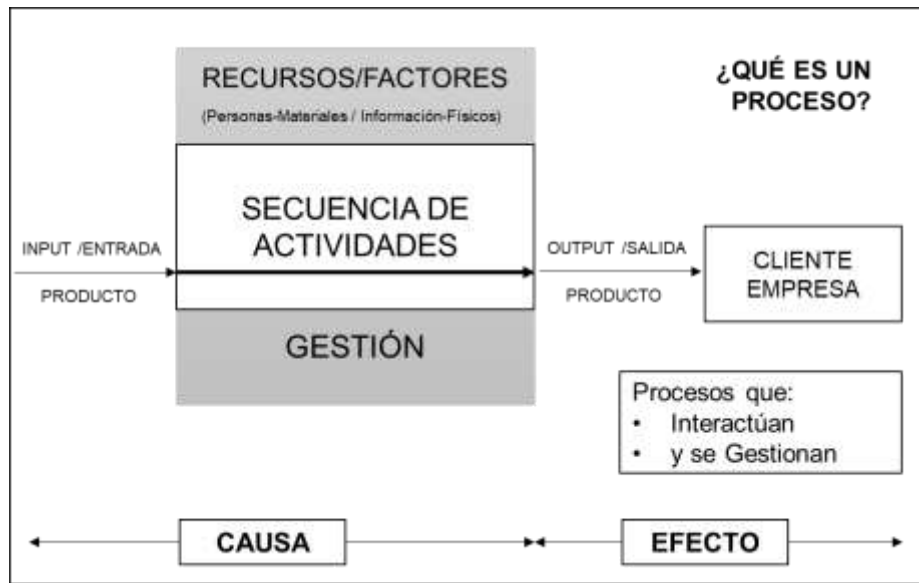 ¿QUÉ ES UN
PROCESO?
RECURSOS/FACTORES
(Personas-Materiales / Información-Físicos)
SECUENCIA DE
ACTIVIDADES
INPUT /ENTRADA
PRODUCTO
OUTPUT /SALIDA
PRODUCTO
CLIENTE
EMPRESA
GESTIÓN
Procesos que:
• Interactúan
• y se Gestionan
CAUSA
EFECTO